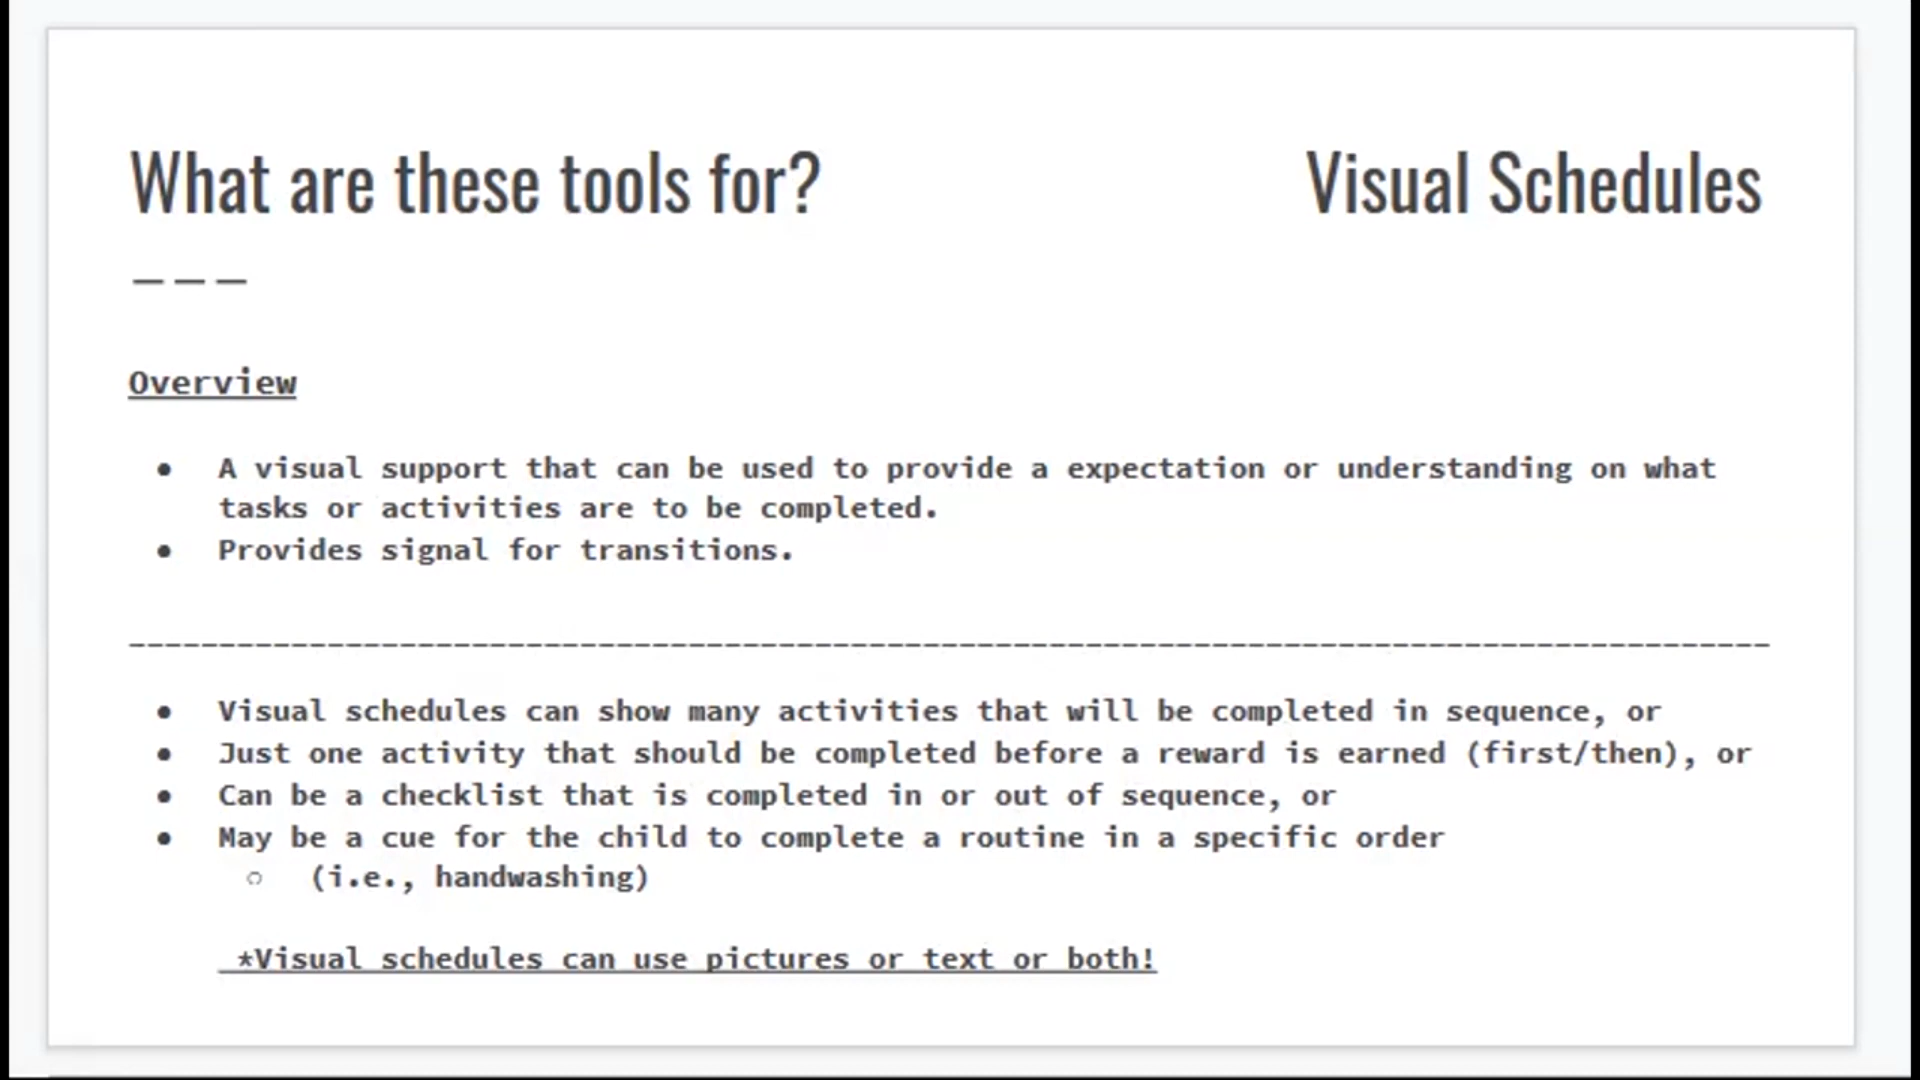 What are these tools for?
Visual Schedules
———
Overview
● A visual support that can be used to provide a expectation or understanding on what
tasks or activities are to be completed.
● Provides signal for transitions.
-------------------------------------------------------------------------------------------
● Visual schedules can show many activities that will be completed in sequence, or
● Just one activity that should be completed before a reward is earned (first/then), or
● Can be a checklist that is completed in or out of sequence, or
● May be a cue for the child to complete a routine in a specific order
○ (i.e., handwashing)
*Visual schedules can use pictures or text or both!